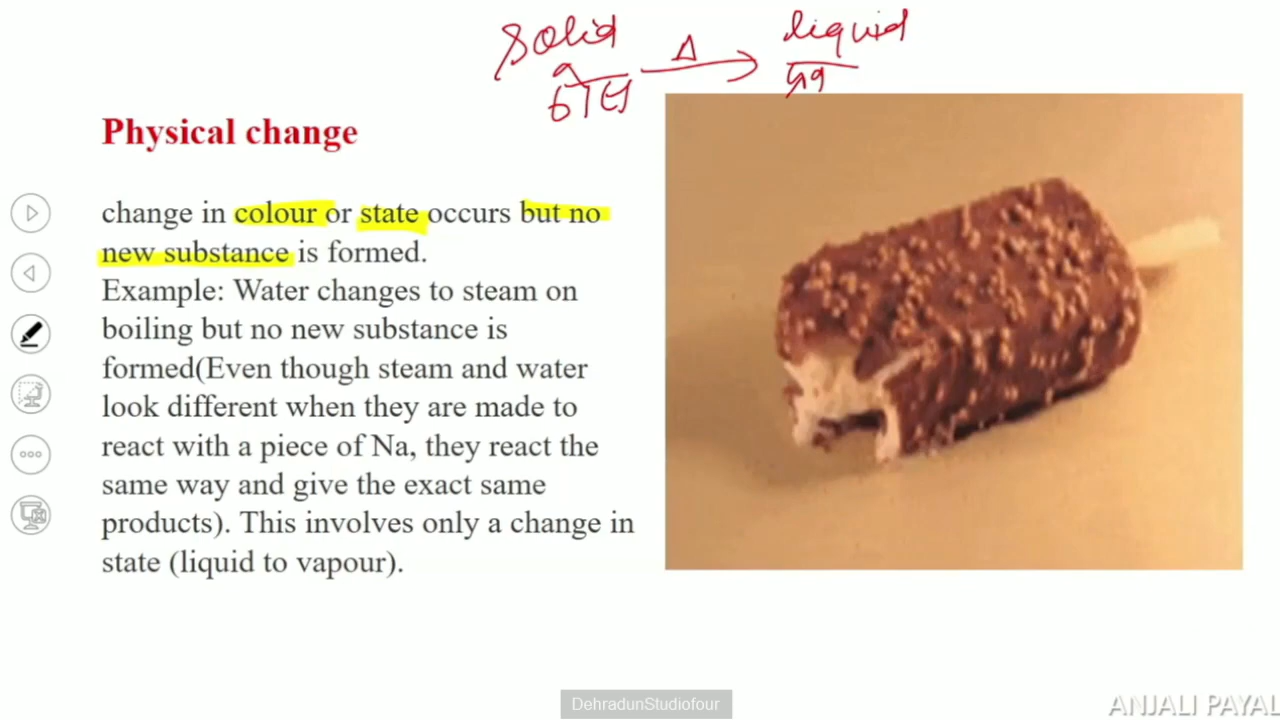 solid Δ liquid
ठोस द्रव
Physical change
change in colour or state occurs but no
new substance is formed.
Example: Water changes to steam on
boiling but no new substance is
formed(Even though steam and water
look different when they are made to
react with a piece of Na, they react the
same way and give the exact same
products). This involves only a change in
state (liquid to vapour).
DehradunStudiofour
ANJALI PAYAL